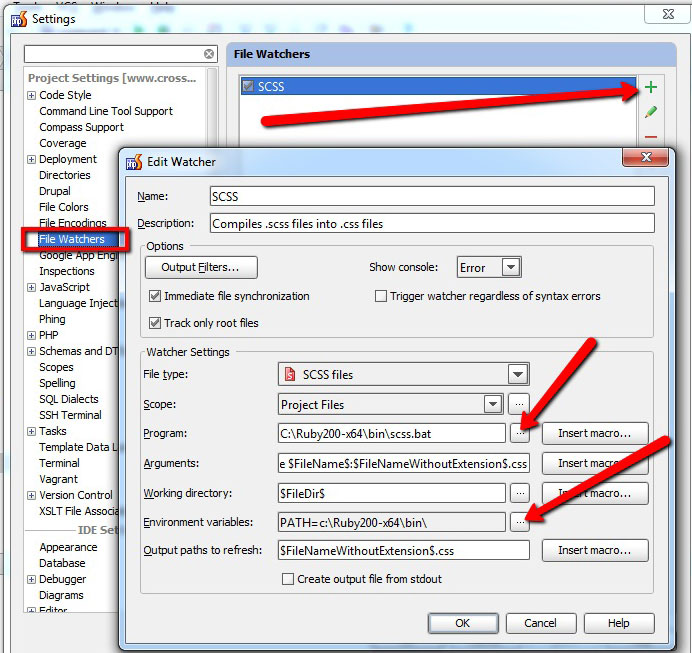 Settings
File Watchers
Project Settings [www.cross...
SCSS
Code Style
Command Line Tool Support
Compass Support
Coverage
Deployment
Directories
Drupal
File Colors
File Encodings
File Watchers
Google App Engi
Inspections
JavaScript
Language Inject
Phing
PHP
Schemas and DT
Scopes
Spelling
SQL Dialects
SSH Terminal
Tasks
Template Data L
Terminal
Vagrant
Version Control
XSLT File Associa
IDE Set
Appearance
Database
Debugger
Diagrams
Editor
Edit Watcher
Name: SCSS
Description: Compiles .scss files into .css files
Options
Output Filters...
Show console: Error
Immediate file synchronization
Trigger watcher regardless of syntax errors
Track only root files
Watcher Settings
File type: SCSS files
Scope: Project Files ...
Program: C:\Ruby200-x64\bin\scss.bat ... Insert macro...
Arguments: e $FileName$:$FileNameWithoutExtension$.css Insert macro...
Working directory: $FileDir$ ... Insert macro...
Environment variables: PATH=c:\Ruby200-x64\bin\ ...
Output paths to refresh: $FileNameWithoutExtension$.css Insert macro...
Create output file from stdout
OK Cancel Help